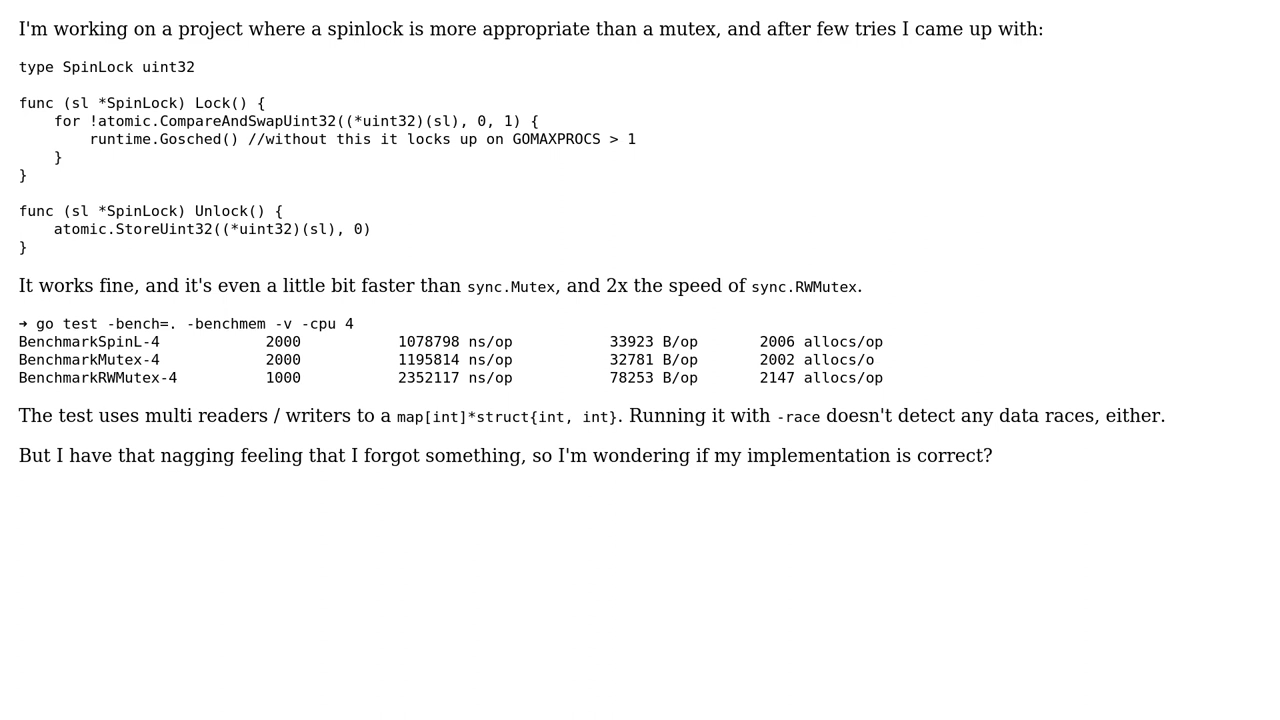 I'm working on a project where a spinlock is more appropriate than a mutex, and after few tries I came up with:
type SpinLock uint32
func (sl *SpinLock) Lock() {
    for !atomic.CompareAndSwapUint32((*uint32)(sl), 0, 1) {
        runtime.Gosched() //without this it locks up on GOMAXPROCS > 1
    }
}
func (sl *SpinLock) Unlock() {
    atomic.StoreUint32((*uint32)(sl), 0)
}
It works fine, and it's even a little bit faster than sync.Mutex, and 2x the speed of sync.RWMutex.
➜ go test -bench=. -benchmem -v -cpu 4
BenchmarkSpinL-4            2000           1078798 ns/op           33923 B/op       2006 allocs/op
BenchmarkMutex-4            2000           1195814 ns/op           32781 B/op       2002 allocs/o
BenchmarkRWMutex-4          1000           2352117 ns/op           78253 B/op       2147 allocs/op
The test uses multi readers / writers to a map[int]*struct{int, int}. Running it with -race doesn't detect any data races, either.
But I have that nagging feeling that I forgot something, so I'm wondering if my implementation is correct?